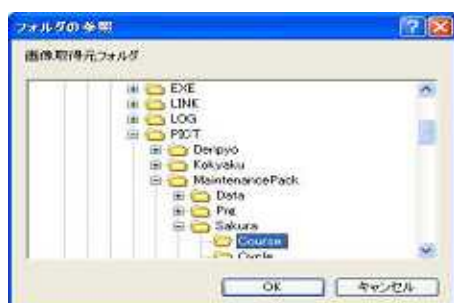 フォルダの参照
画像取得元フォルダ
EXE
LINK
LOG
PICT
Denpyo
Kokyaku
MaintenancePack
Data
Prg
Sakura
Course
Cycle
OK
キャンセル